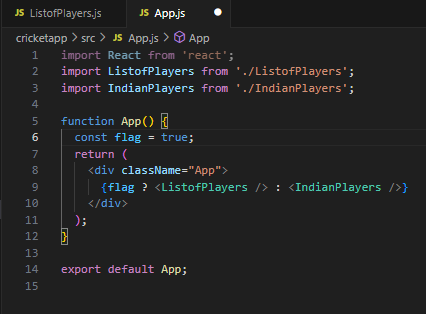 JS ListofPlayers.js JS App.js
cricketapp > src > JS App.js > App
1 import React from 'react';
2 import ListofPlayers from './ListofPlayers';
3 import IndianPlayers from './IndianPlayers';
4
5 function App() {
6 const flag = true;
7 return (
8 <div className="App">
9 {flag ? <ListofPlayers /> : <IndianPlayers />}
10 </div>
11 );
12 }
13
14 export default App;
15